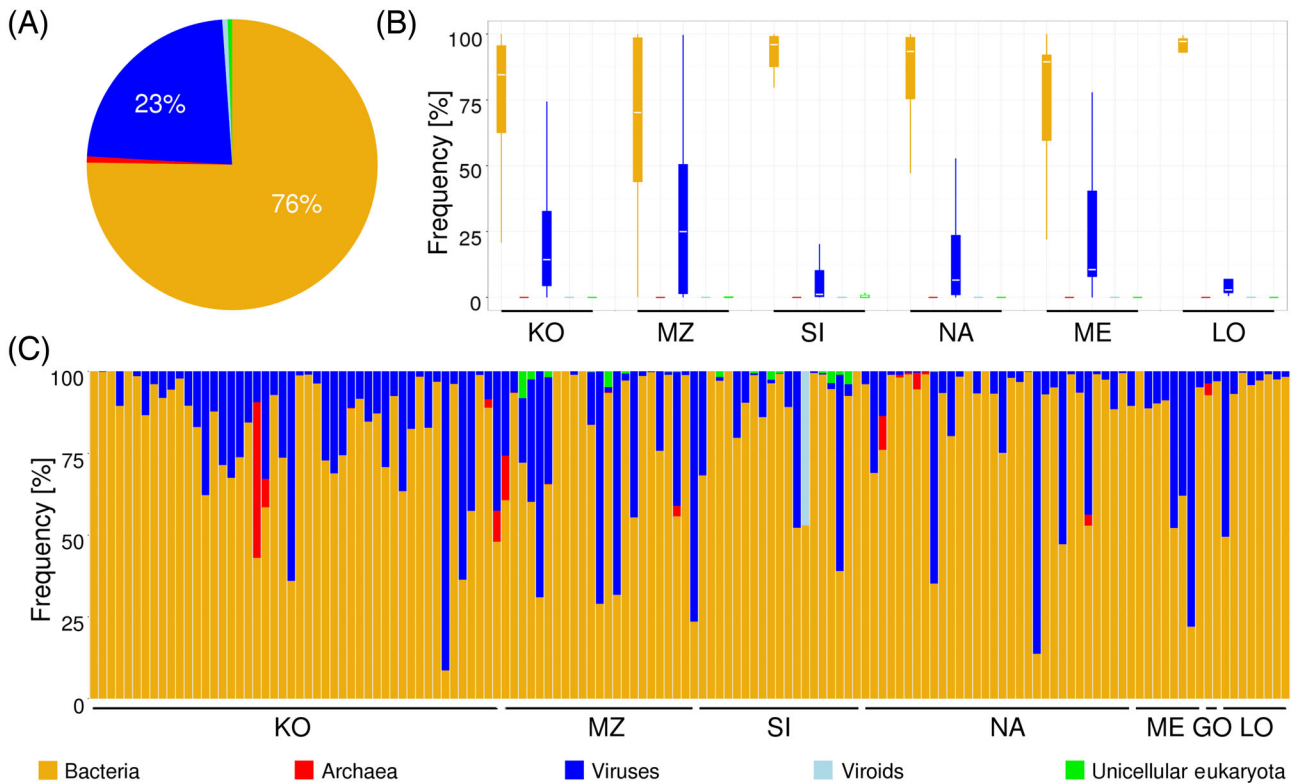 (A)
23%
76%
(B)
Frequency [%]
100
75
50
25
0
KO MZ SI NA ME LO
(C)
Frequency [%]
100
75
50
25
0
KO MZ SI NA ME GO LO
Bacteria Archaea Viruses Viroids Unicellular eukaryota